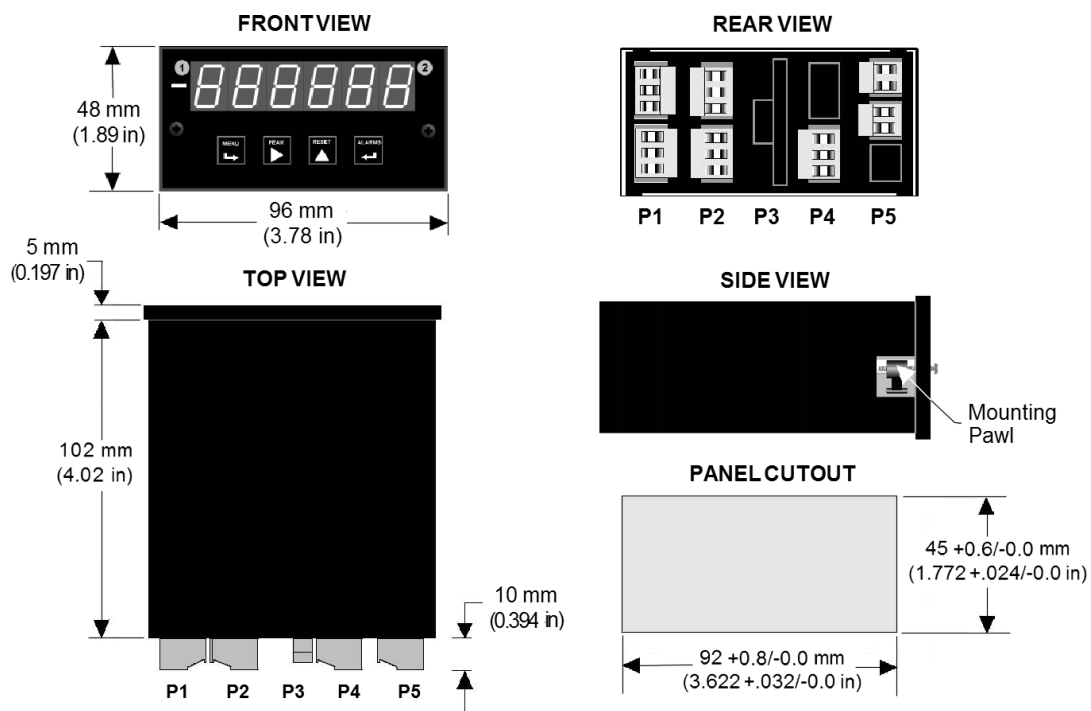 FRONT VIEW
1
2
888888
MENU
PEAK
RESET
ALARMS
48 mm
(1.89 in)
96 mm
(3.78 in)
REAR VIEW
P1 P2 P3 P4 P5
5 mm
(0.197 in)
TOP VIEW
102 mm
(4.02 in)
10 mm
(0.394 in)
P1 P2 P3 P4 P5
SIDE VIEW
Mounting
Pawl
PANEL CUTOUT
45 +0.6/-0.0 mm
(1.772 +.024/-0.0 in)
92 +0.8/-0.0 mm
(3.622 +.032/-0.0 in)